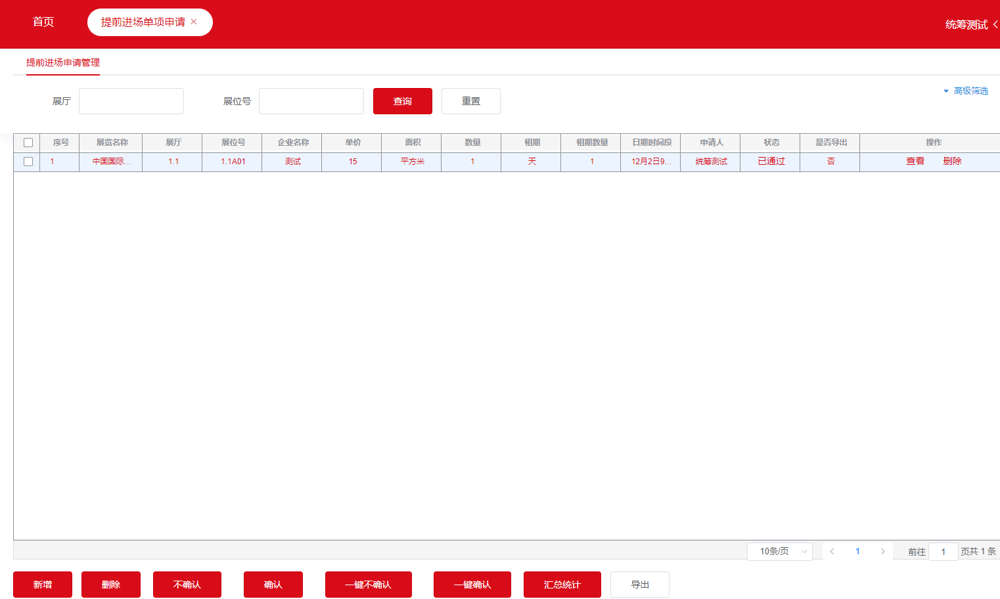 首页 提前进场单项申请 × 统筹测试
提前进场申请管理
展厅 展位号 查询 重置 高级筛选
序号 展览名称 展厅 展位号 企业名称 单价 面积 数量 租期 租期数量 日期时间段 申请人 状态 是否导出 操作
1 中国国际... 1.1 1.1A01 测试 15 平方米 1 天 1 12月2日9... 统筹测试 已通过 否 查看 删除
10条/页 1 前往 1 页共 1 条
新增 删除 不确认 确认 一键不确认 一键确认 汇总统计 导出